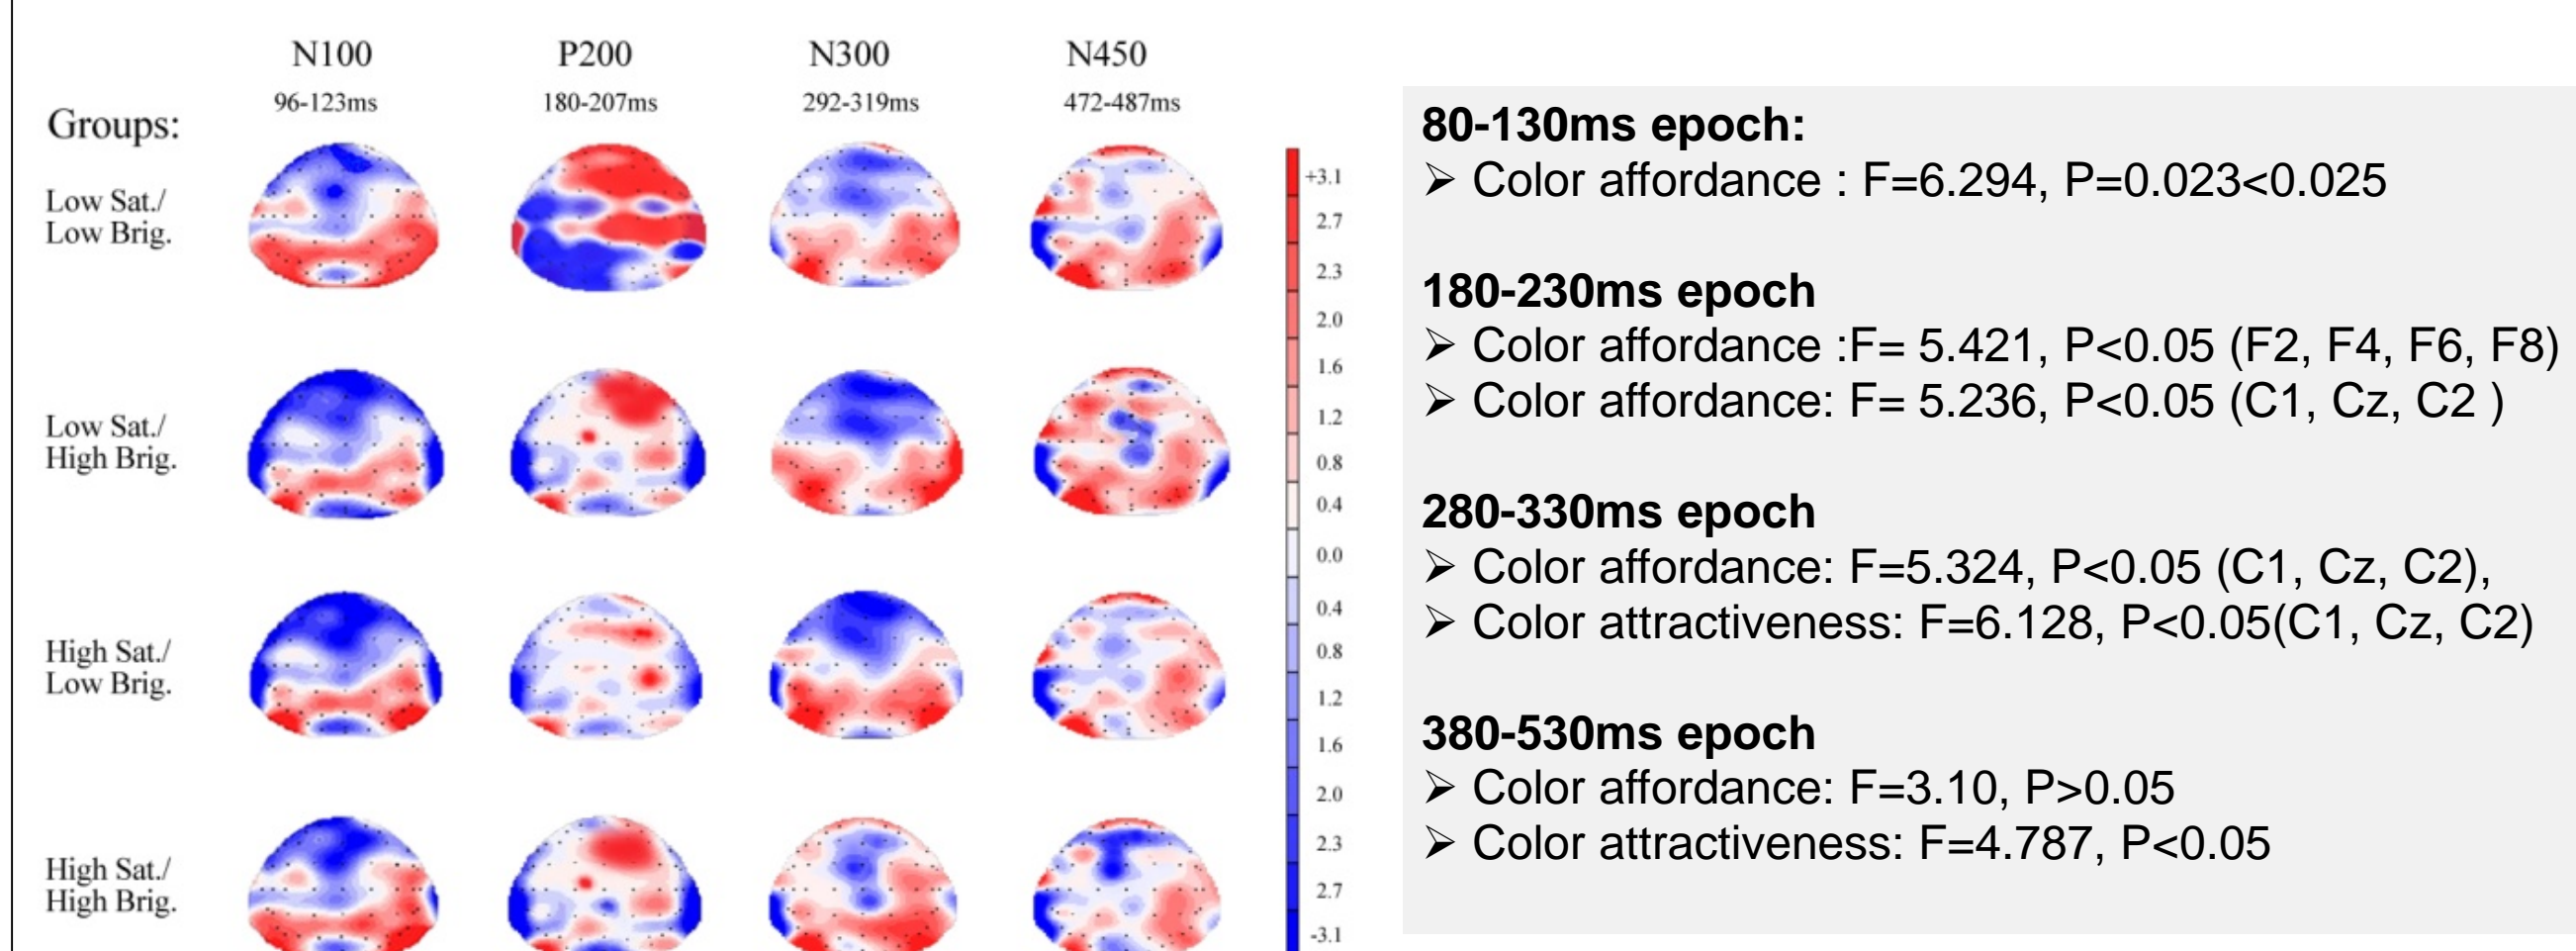 N100 P200 N300 N450
96-123ms 180-207ms 292-319ms 472-487ms
Groups:
Low Sat./
Low Brig.
Low Sat./
High Brig.
High Sat./
Low Brig.
High Sat./
High Brig.
+3.1
2.7
2.3
2.0
1.6
1.2
0.8
0.4
0.0
0.4
0.8
1.2
1.6
2.0
2.3
2.7
-3.1
80-130ms epoch:
➢ Color affordance : F=6.294, P=0.023<0.025
180-230ms epoch
➢ Color affordance :F= 5.421, P<0.05 (F2, F4, F6, F8)
➢ Color affordance: F= 5.236, P<0.05 (C1, Cz, C2 )
280-330ms epoch
➢ Color affordance: F=5.324, P<0.05 (C1, Cz, C2),
➢ Color attractiveness: F=6.128, P<0.05(C1, Cz, C2)
380-530ms epoch
➢ Color affordance: F=3.10, P>0.05
➢ Color attractiveness: F=4.787, P<0.05